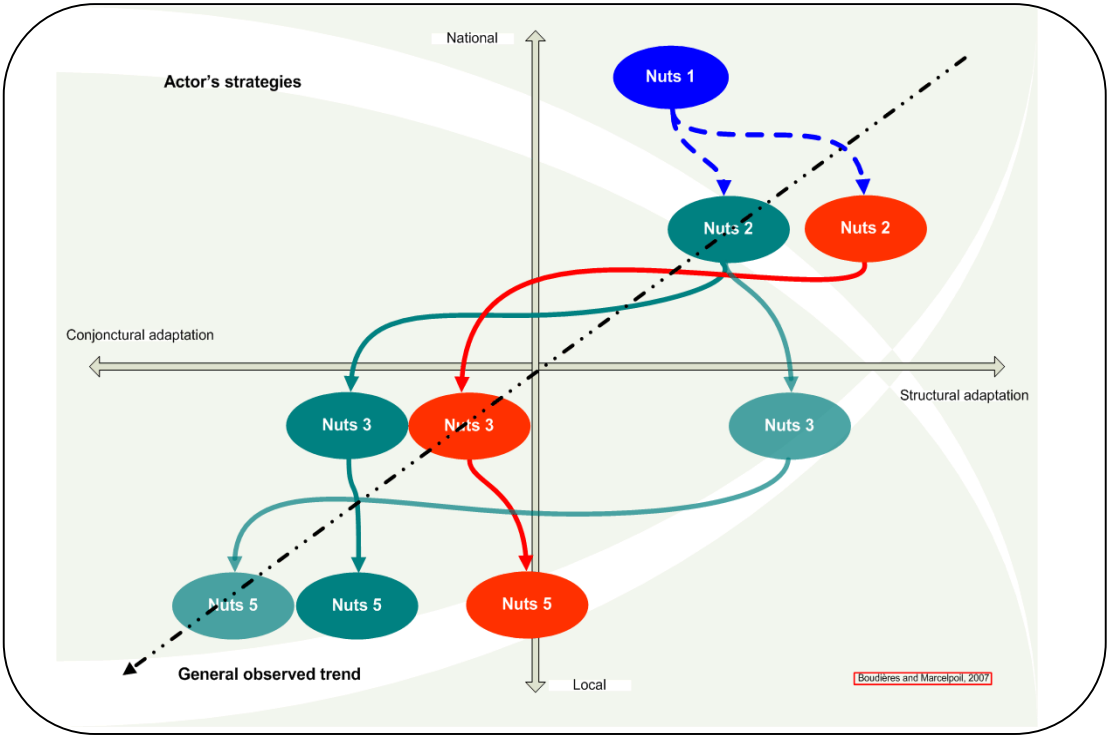 National
Actor's strategies
Nuts 1
Nuts 2
Nuts 2
Conjonctural adaptation
Structural adaptation
Nuts 3
Nuts 3
Nuts 3
Nuts 5
Nuts 5
Nuts 5
General observed trend
Local
Boudières and Marcelpoil, 2007